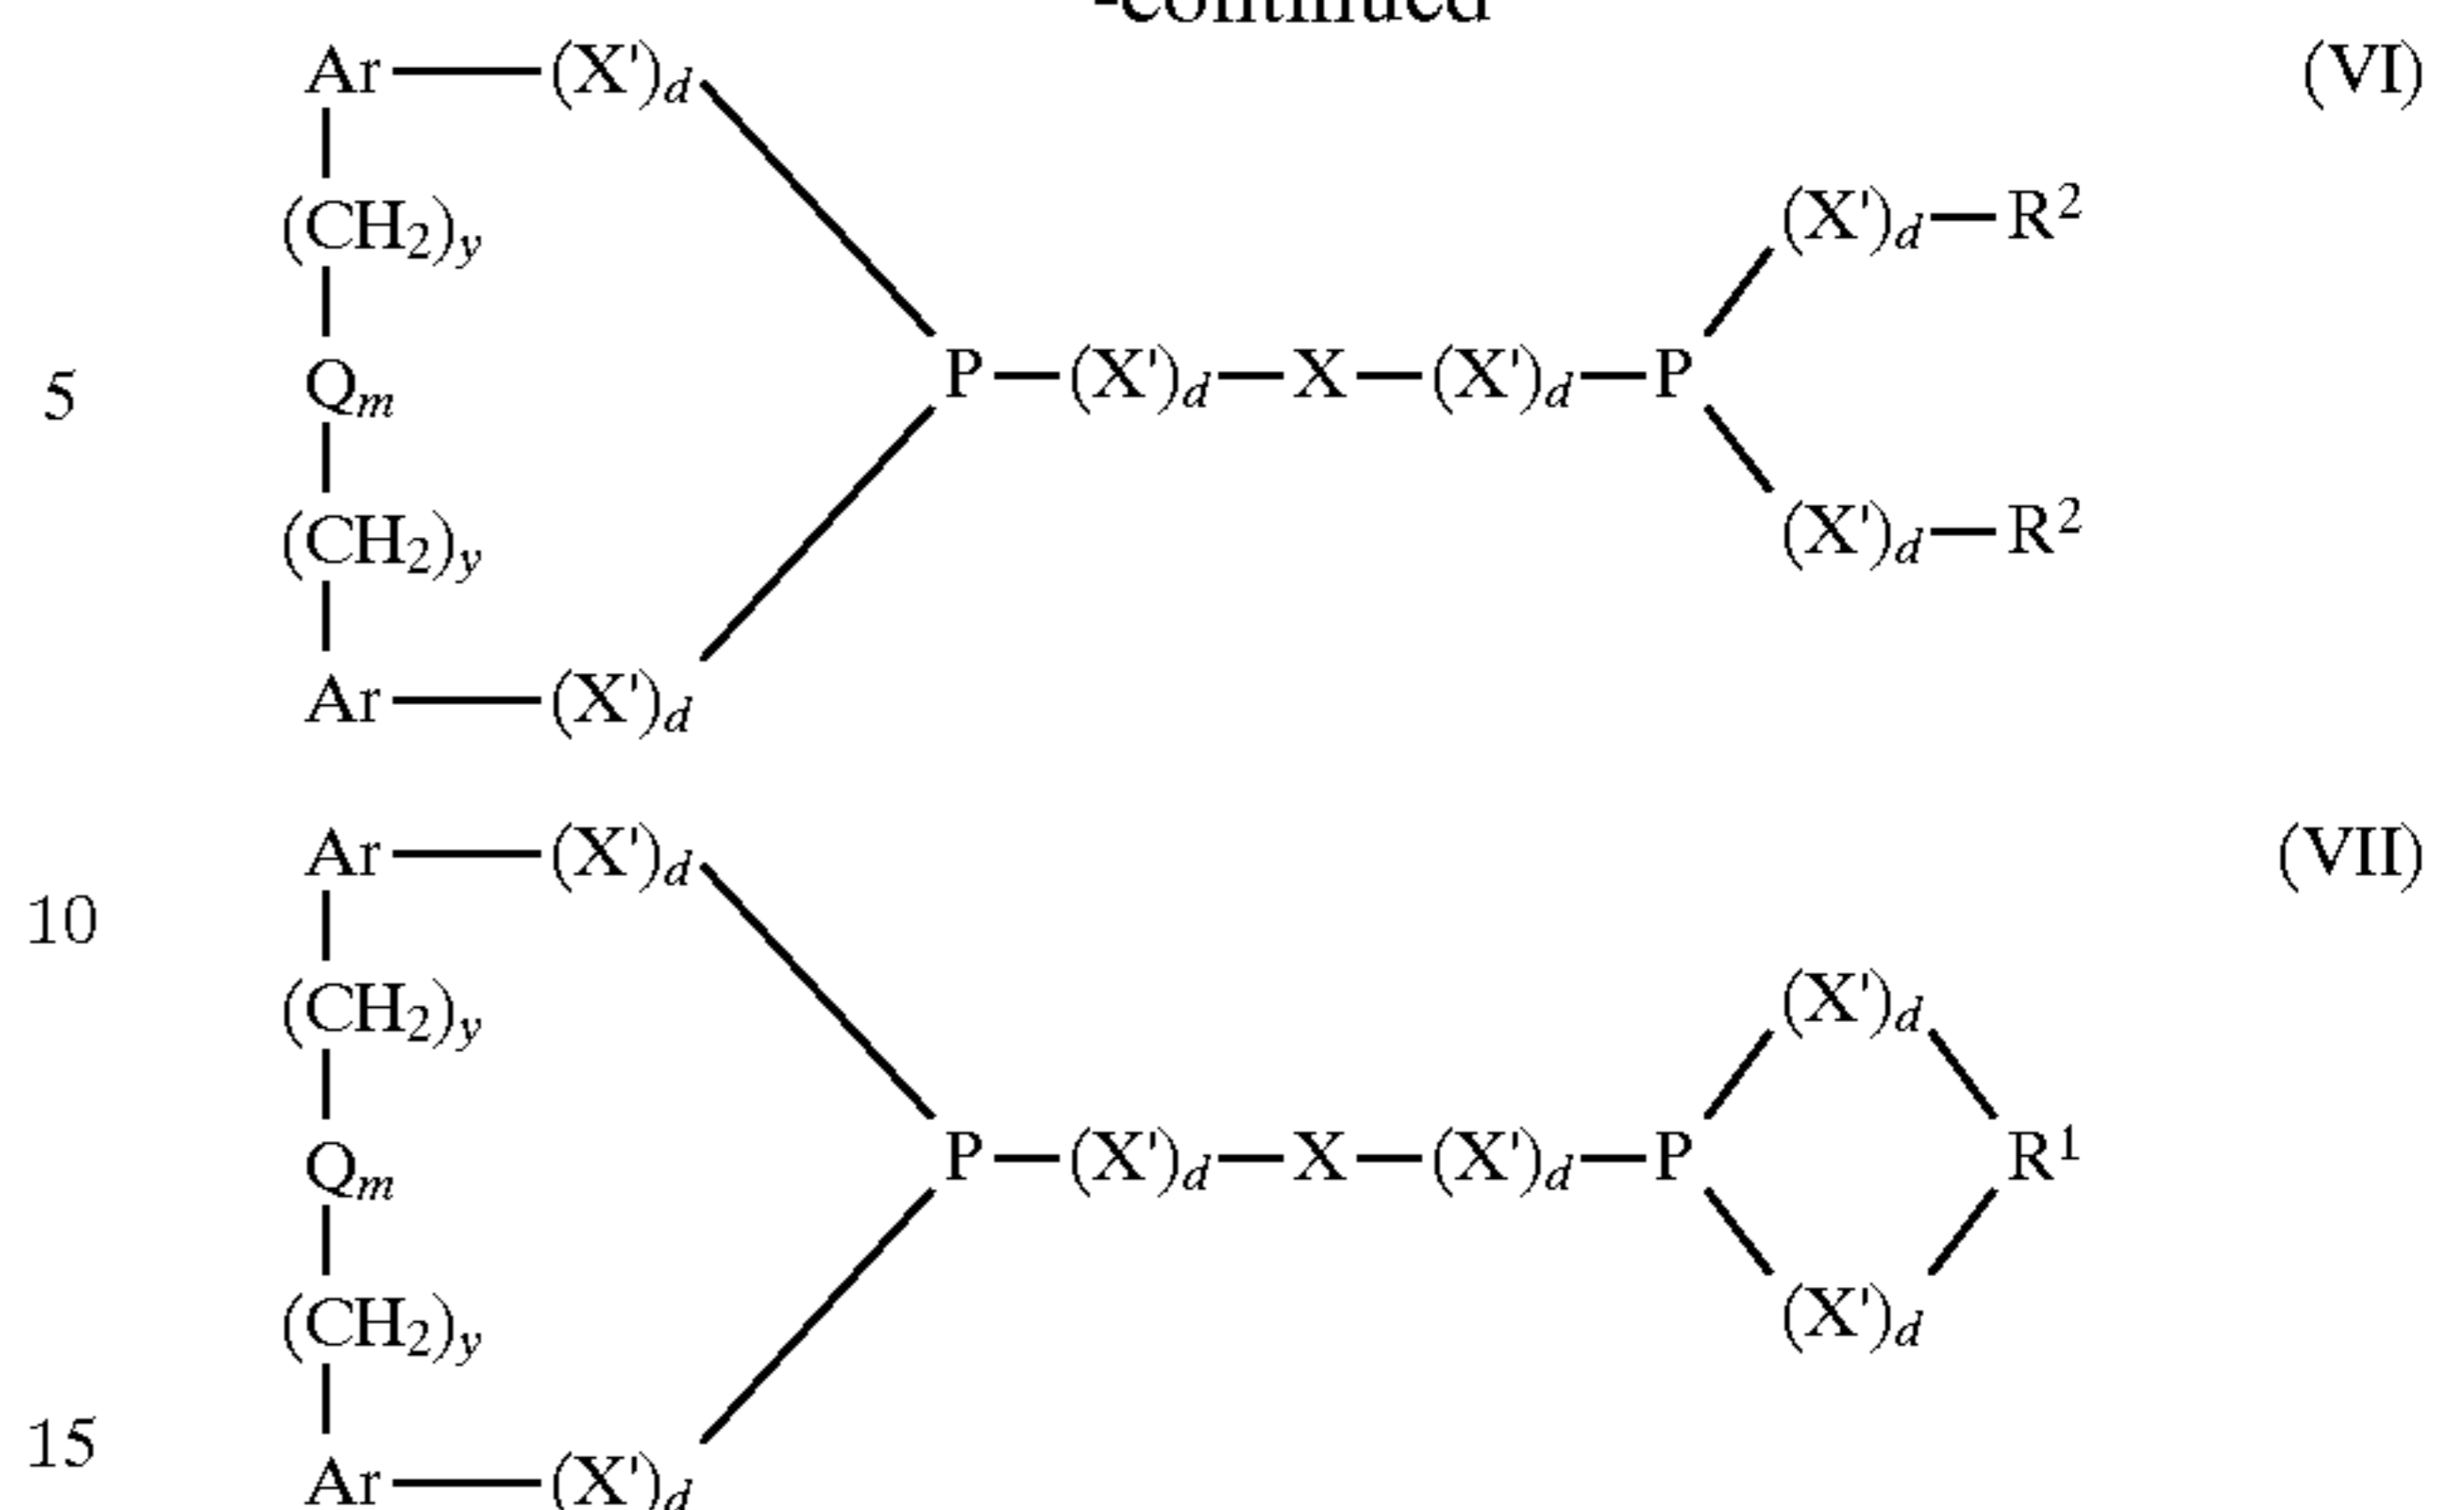 -continued
Ar—(X')d (VI)
(CH2)y (X')d—R2
5 Qm P—(X')d—X—(X')d—P
(CH2)y (X')d—R2
Ar—(X')d
Ar—(X')d (VII)
10
(CH2)y (X')d
Qm P—(X')d—X—(X')d—P R1
(CH2)y (X')d
15
Ar—(X')d